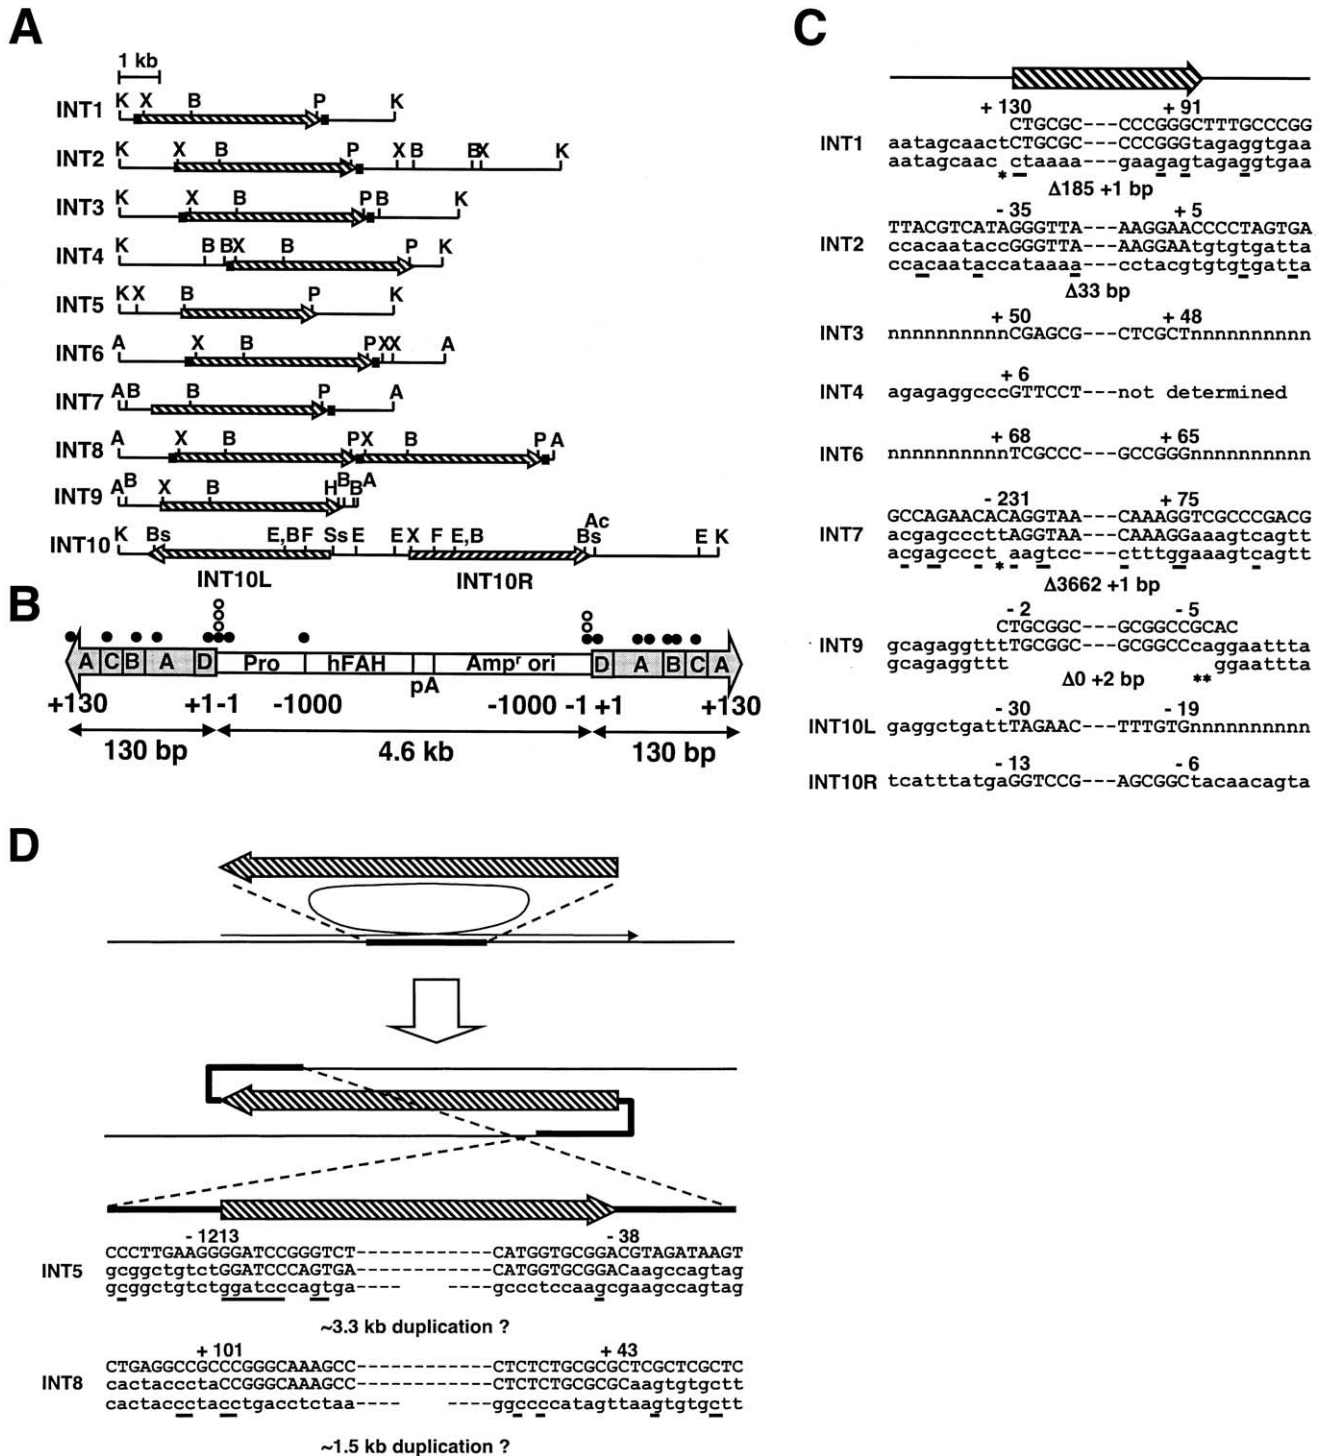 A
1 kb
INT1 K X B P K
INT2 K X B P X B B X K
INT3 K X B P B K
INT4 K B B X B P K
INT5 K X B P K
INT6 A X B P X X A
INT7 A B B P A
INT8 A X B P X B P A
INT9 A B X B H B B A
INT10 K Bs E,B F Ss E E X F E,B Bs Ac E K
INT10L INT10R
B
A C B A D Pro hFAH Ampʳ ori D A B C A
pA
+130 +1 -1 -1000 -1000 -1 +1 +130
130 bp 4.6 kb 130 bp
C
+ 130 + 91
CTGCGC---CCCGGGCTTTGCCCGG
INT1 aatagcaactCTGCGC---CCCGGGtagaggtgaa
aatagcaac ctaaaa---gaagagtagaggtgaa
*
Δ185 +1 bp
- 35 + 5
TTACGTCATAGGGTTA---AAGGAACCCCTAGTGA
INT2 ccacaataccGGGTTA---AAGGAAtgtgtgatta
ccacaataccataaaa---cctacgtgtgtgatta
Δ33 bp
+ 50 + 48
INT3 nnnnnnnnnnCGAGCG---CTCGCTnnnnnnnnnn
+ 6
INT4 agagaggcccGTTCCT---not determined
+ 68 + 65
INT6 nnnnnnnnnnTCGCCC---GCCGGGnnnnnnnnnn
- 231 + 75
GCCAGAACACAGGTAA---CAAAGGTCGCCCGACG
INT7 acgagcccttAGGTAA---CAAAGGaaagtcagtt
acgagccct aagtcc---ctttggaaagtcagtt
*
Δ3662 +1 bp
- 2 - 5
CTGCGGC---GCGGCCGCAC
INT9 gcagaggtttTGCGGC---GCGGCCcaggaattta
gcagaggttt ggaattta
Δ0 +2 bp **
- 30 - 19
INT10L gaggctgattTAGAAC---TTTGTGnnnnnnnnnn
- 13 - 6
INT10R tcatttatgaGGTCCG---AGCGGCtacaacagta
D
- 1213 - 38
CCCTTGAAGGGGATCCGGGTCT------------CATGGTGCGGACGTAGATAAGT
INT5 gcggctgtctGGATCCCAGTGA------------CATGGTGCGGACaagccagtag
gcggctgtctggatcccagtga---- ----gccctccaagcgaagccagtag
~3.3 kb duplication ?
+ 101 + 43
CTGAGGCCGCCCGGGCAAAGCC------------CTCTCTGCGCGCTCGCTCGCTC
INT8 cactaccctaCCGGGCAAAGCC------------CTCTCTGCGCGCaagtgtgctt
cactaccctacctgacctctaa---- ----ggccccatagttaagtgtgctt
~1.5 kb duplication ?